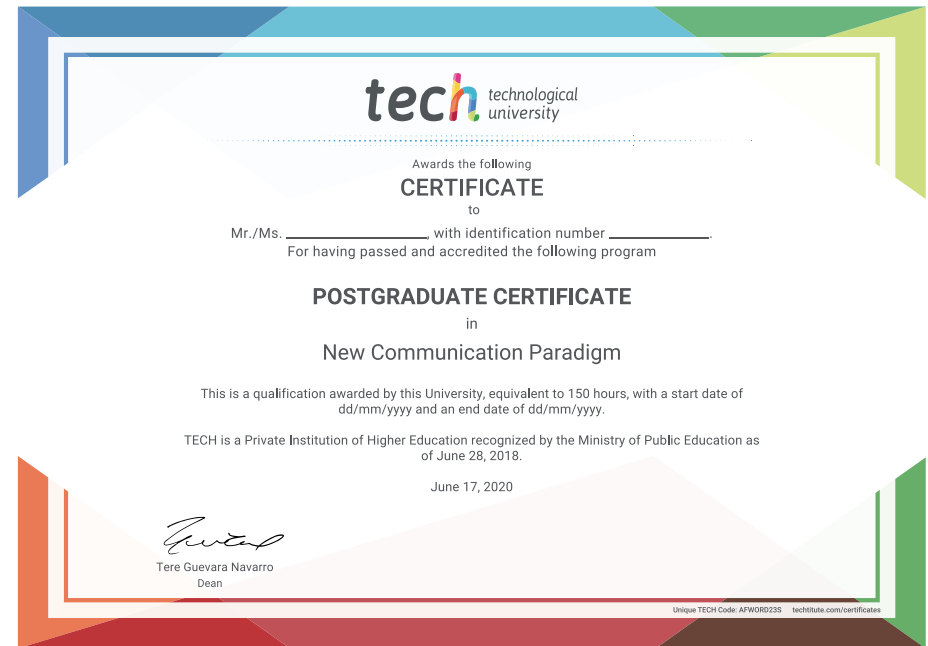 tech technological
university
Awards the following
CERTIFICATE
to
Mr./Ms. ____________________, with identification number ______________.
For having passed and accredited the following program
POSTGRADUATE CERTIFICATE
in
New Communication Paradigm
This is a qualification awarded by this University, equivalent to 150 hours, with a start date of
dd/mm/yyyy and an end date of dd/mm/yyyy.
TECH is a Private Institution of Higher Education recognized by the Ministry of Public Education as
of June 28, 2018.
June 17, 2020
Tere Guevara Navarro
Dean
Unique TECH Code: AFWORD23S techtitute.com/certificates